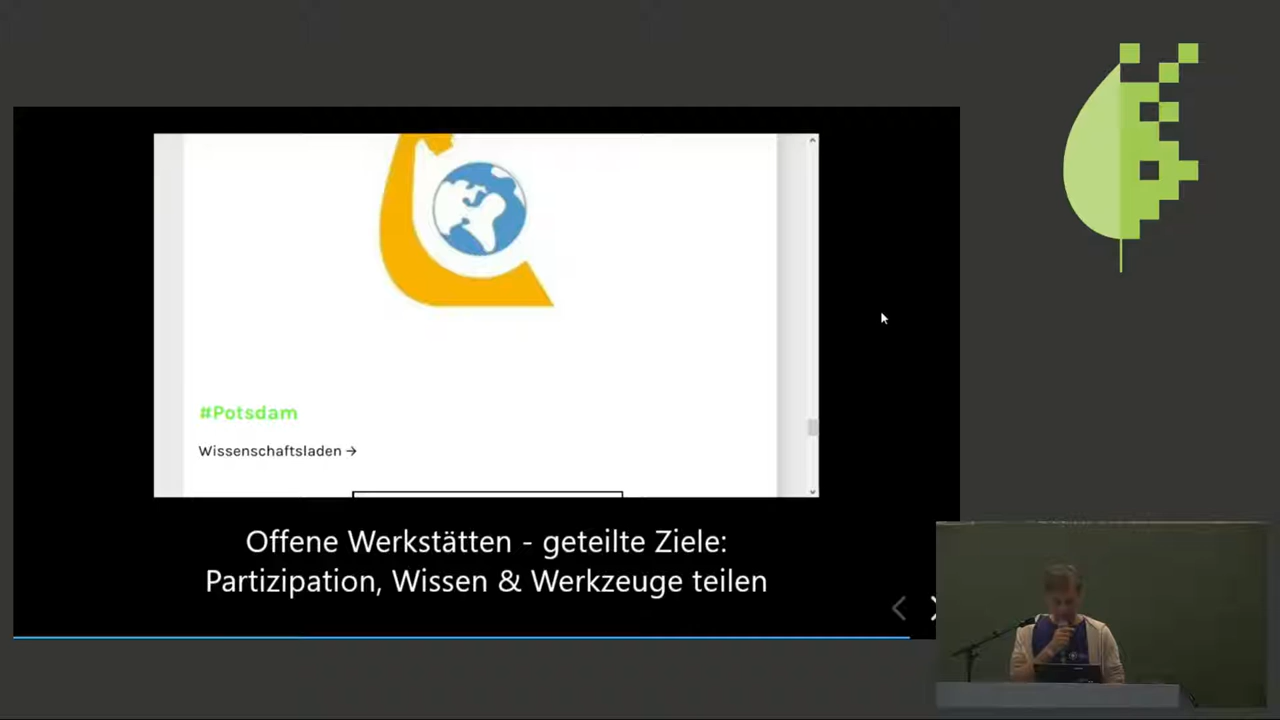 #Potsdam
Wissenschaftsladen →
Offene Werkstätten - geteilte Ziele:
Partizipation, Wissen & Werkzeuge teilen